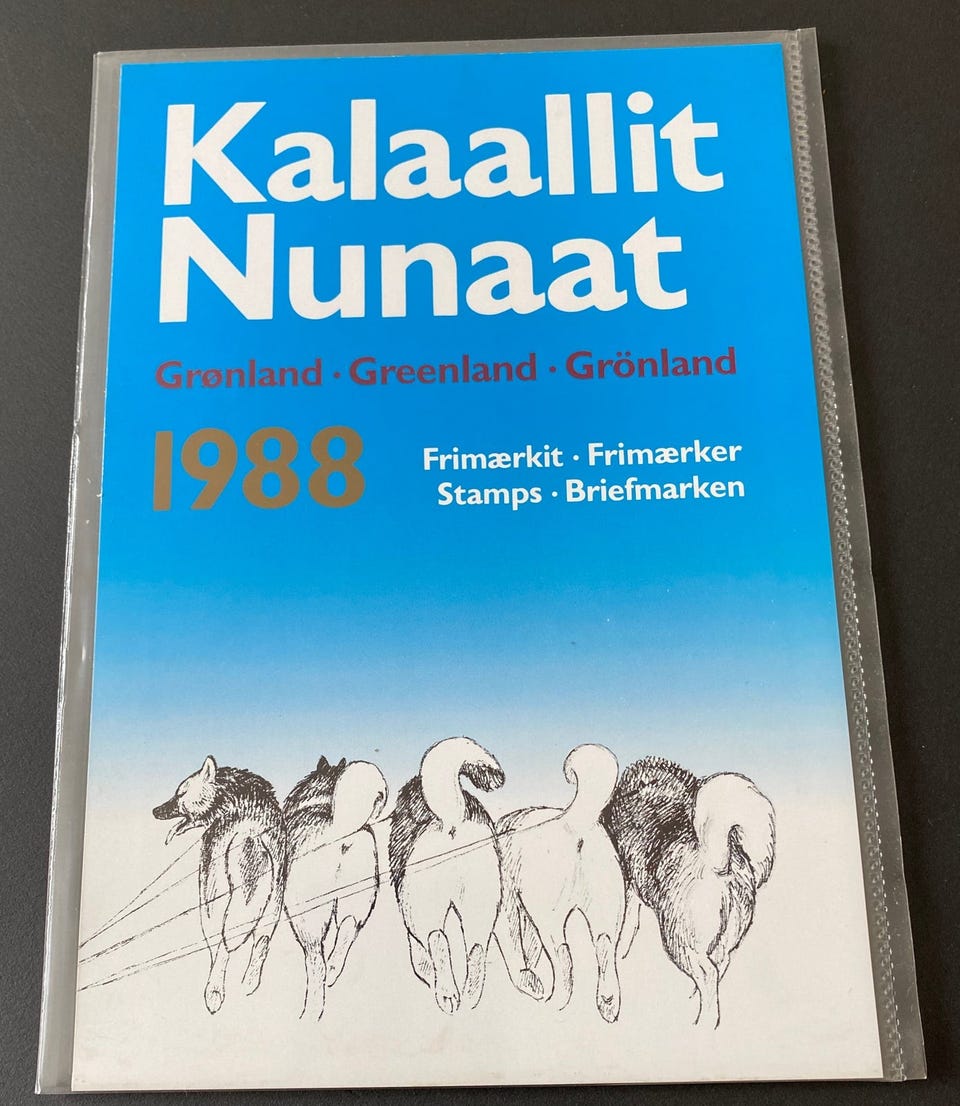 Kalaallit
Nunaat
Grønland · Greenland · Grönland
1988
Frimærkit · Frimærker
Stamps · Briefmarken